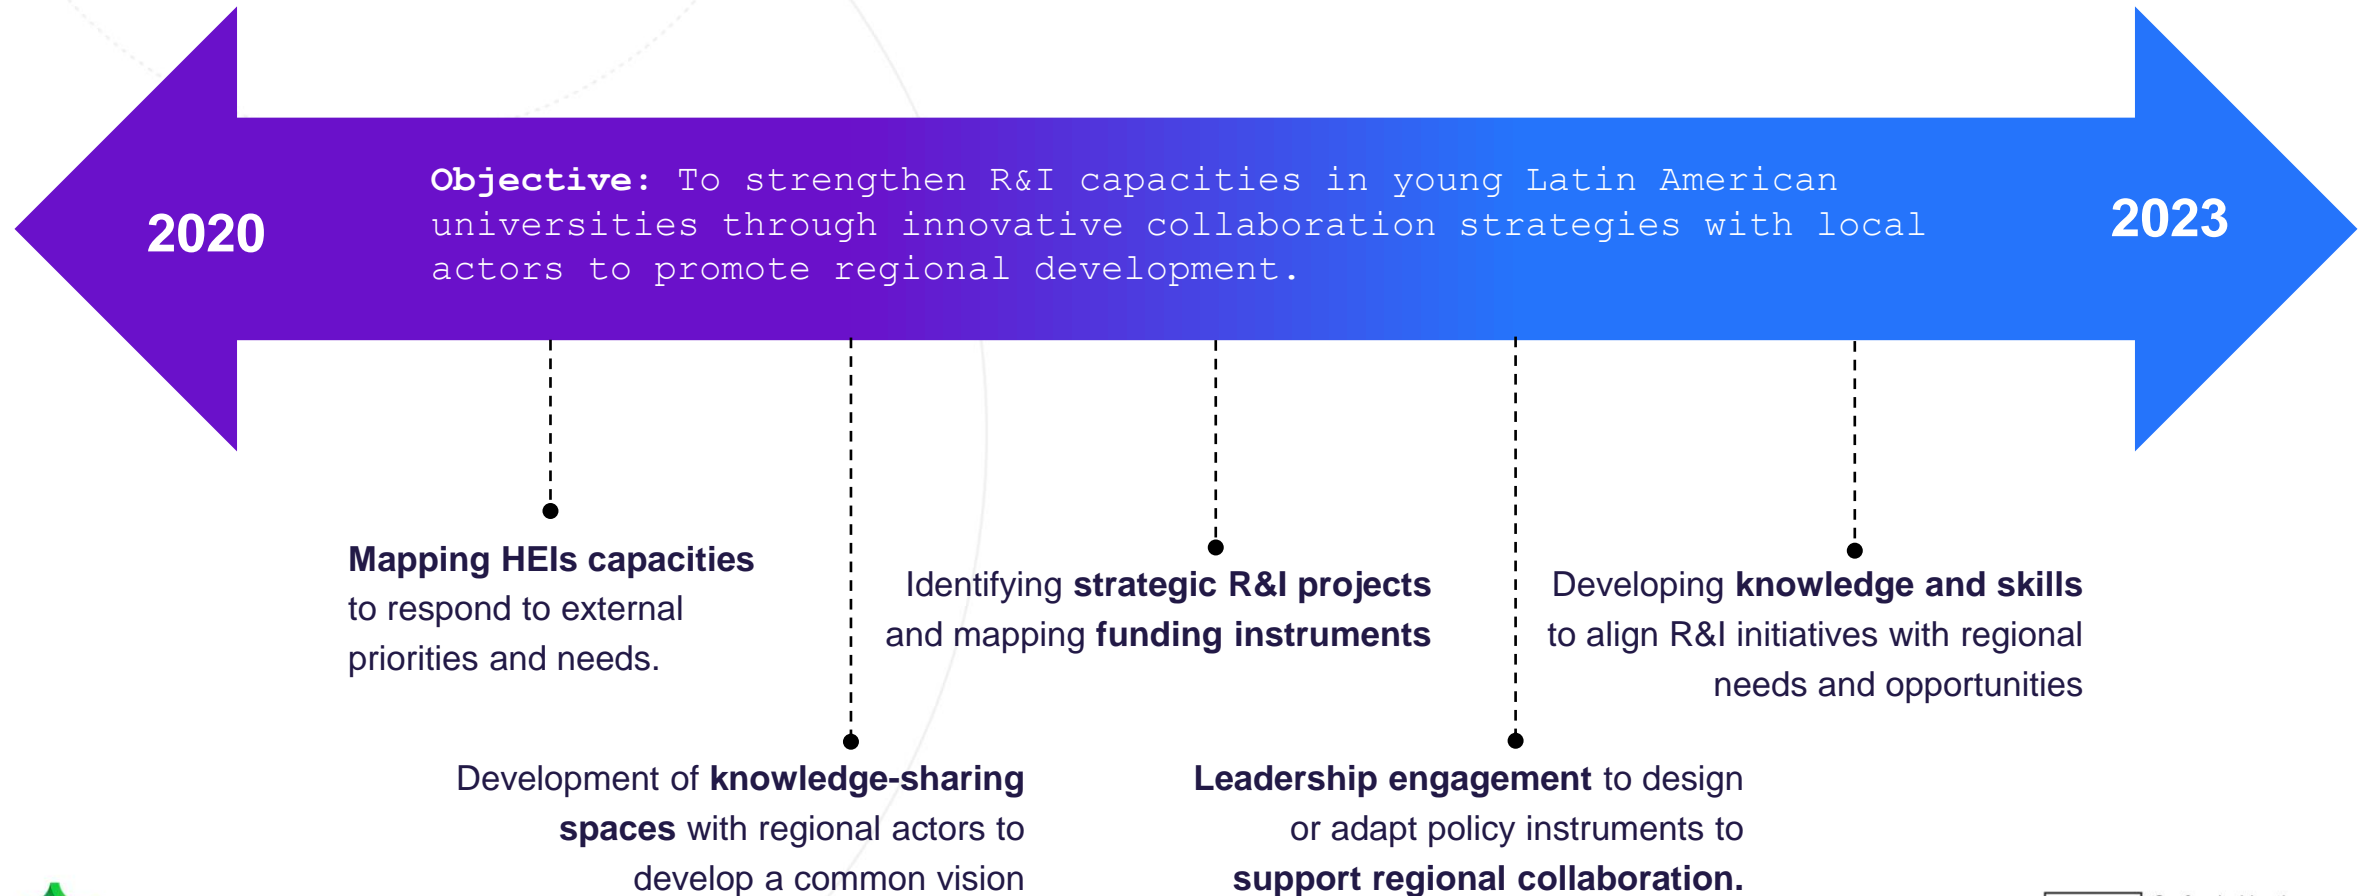 2020
Objective: To strengthen R&I capacities in young Latin American
universities through innovative collaboration strategies with local
actors to promote regional development.
2023
Mapping HEIs capacities
to respond to external
priorities and needs.
Identifying strategic R&I projects
and mapping funding instruments
Developing knowledge and skills
to align R&I initiatives with regional
needs and opportunities
Development of knowledge-sharing
spaces with regional actors to
develop a common vision
Leadership engagement to design
or adapt policy instruments to
support regional collaboration.